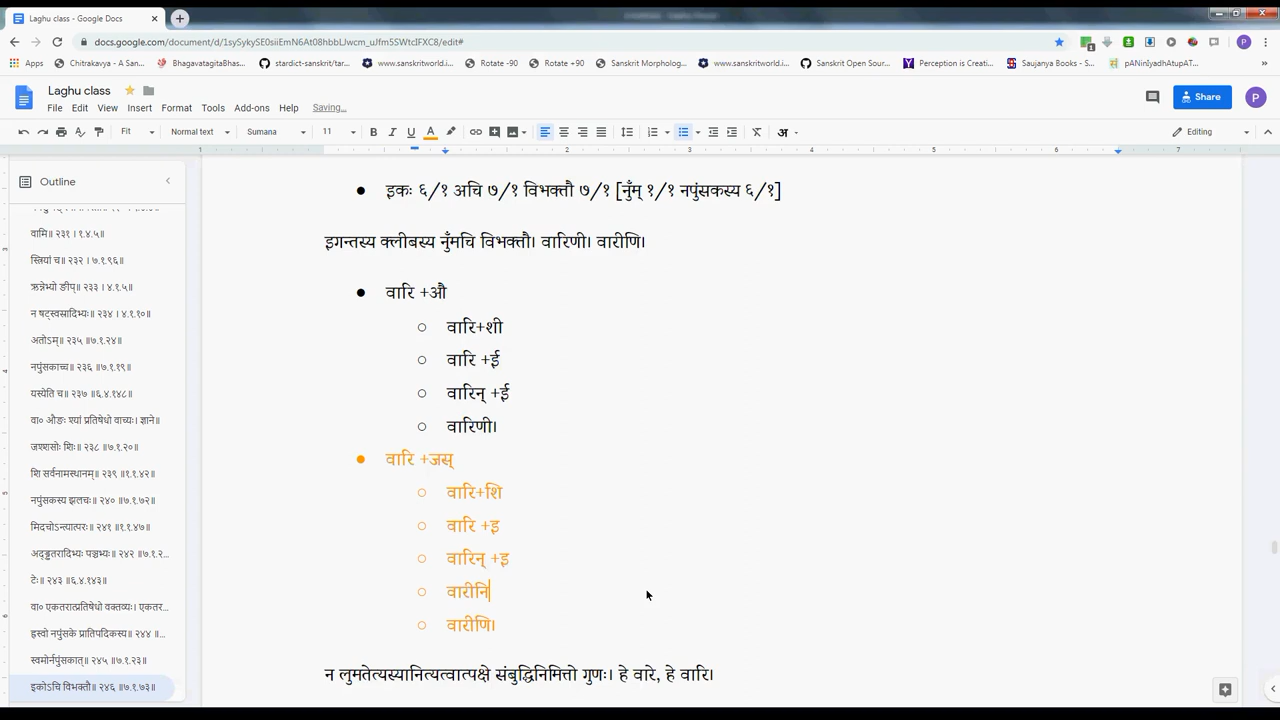 Laghu class - Google Docs
docs.google.com/document/d/1sySykySE0siiEmN6At08hbbLJwcm_uJfm5SWtcIFXC8/edit#
Apps Chitrakavya - A San... BhagavatagitaBhas... stardict-sanskrit/tar... www.sanskritworld.i... Rotate -90 Rotate +90 Sanskrit Morpholog... www.sanskritworld.i... Sanskrit Open Sour... Perception is Creati... Saujanya Books - S... pANinIyadhAtupAT...
Laghu class
File Edit View Insert Format Tools Add-ons Help Saving...
Share P
Fit Normal text Sumana 11 Editing
Outline
वामि॥ २३१ । १.४.५॥
स्त्रियां च॥ २३२ । ७.१.९६॥
ऋन्नेभ्यो ङीप्॥ २३३ । ४.१.५॥
न षट्स्वस्रादिभ्यः॥ २३४ । ४.१.१०॥
अतोऽम्॥ २३५ ॥७.१.२४॥
नपुंसकाच्च॥ २३६ ॥७.१.१९॥
यस्येति च॥ २३७ ॥६.४.१४८॥
वा० औङः श्यां प्रतिषेधो वाच्यः। ज्ञाने॥
जश्शसोः शिः॥ २३८ ॥७.१.२०॥
शि सर्वनामस्थानम्॥ २३९ ॥१.१.४२॥
नपुंसकस्य झलचः॥ २४० ॥७.१.७२॥
मिदचोऽन्त्यात्परः॥ २४१ ॥१.१.४७॥
अद्ड्डतरादिभ्यः पञ्चभ्यः॥ २४२ ॥७.१.२...
टेः॥ २४३ ॥६.४.१४३॥
वा० एकतरात्प्रतिषेधो वक्तव्यः। एकतर...
ह्रस्वो नपुंसके प्रातिपदिकस्य॥ २४४ ॥...
स्वमोर्नपुंसकात्॥ २४५ ॥७.१.२३॥
इकोऽचि विभक्तौ॥ २४६ ॥७.१.७३॥
● इकः ६/१ अचि ७/१ विभक्तौ ७/१ [नुँम् १/१ नपुंसकस्य ६/१]
इगन्तस्य क्लीबस्य नुँमचि विभक्तौ। वारिणी। वारीणि।
● वारि +औ
○ वारि+शी
○ वारि +ई
○ वारिन् +ई
○ वारिणी।
● वारि +जस्
○ वारि+शि
○ वारि +इ
○ वारिन् +इ
○ वारीनि
○ वारीणि।
न लुमतेत्यस्यानित्यत्वात्पक्षे संबुद्धिनिमित्तो गुणः। हे वारे, हे वारि।